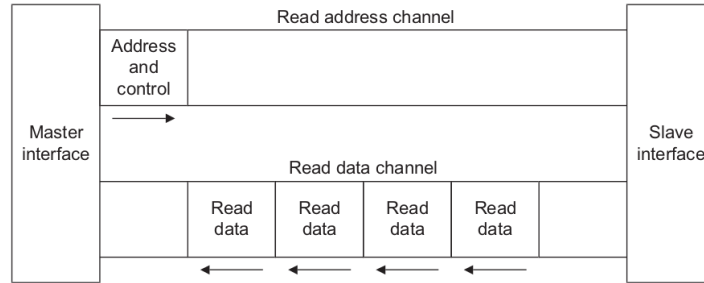 Read address channel
Address
and
control
Master
interface
Slave
interface
Read data channel
Read
data
Read
data
Read
data
Read
data